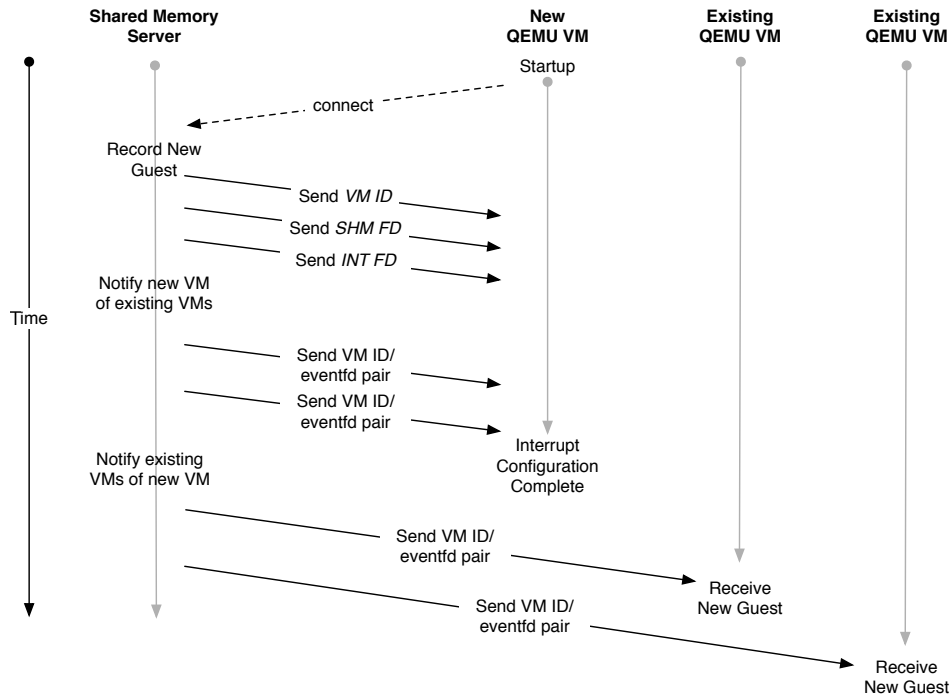 Shared Memory
Server
New
QEMU VM
Existing
QEMU VM
Existing
QEMU VM
Startup
connect
Record New
Guest
Send VM ID
Send SHM FD
Send INT FD
Notify new VM
of existing VMs
Time
Send VM ID/
eventfd pair
Send VM ID/
eventfd pair
Interrupt
Configuration
Complete
Notify existing
VMs of new VM
Send VM ID/
eventfd pair
Receive
New Guest
Send VM ID/
eventfd pair
Receive
New Guest